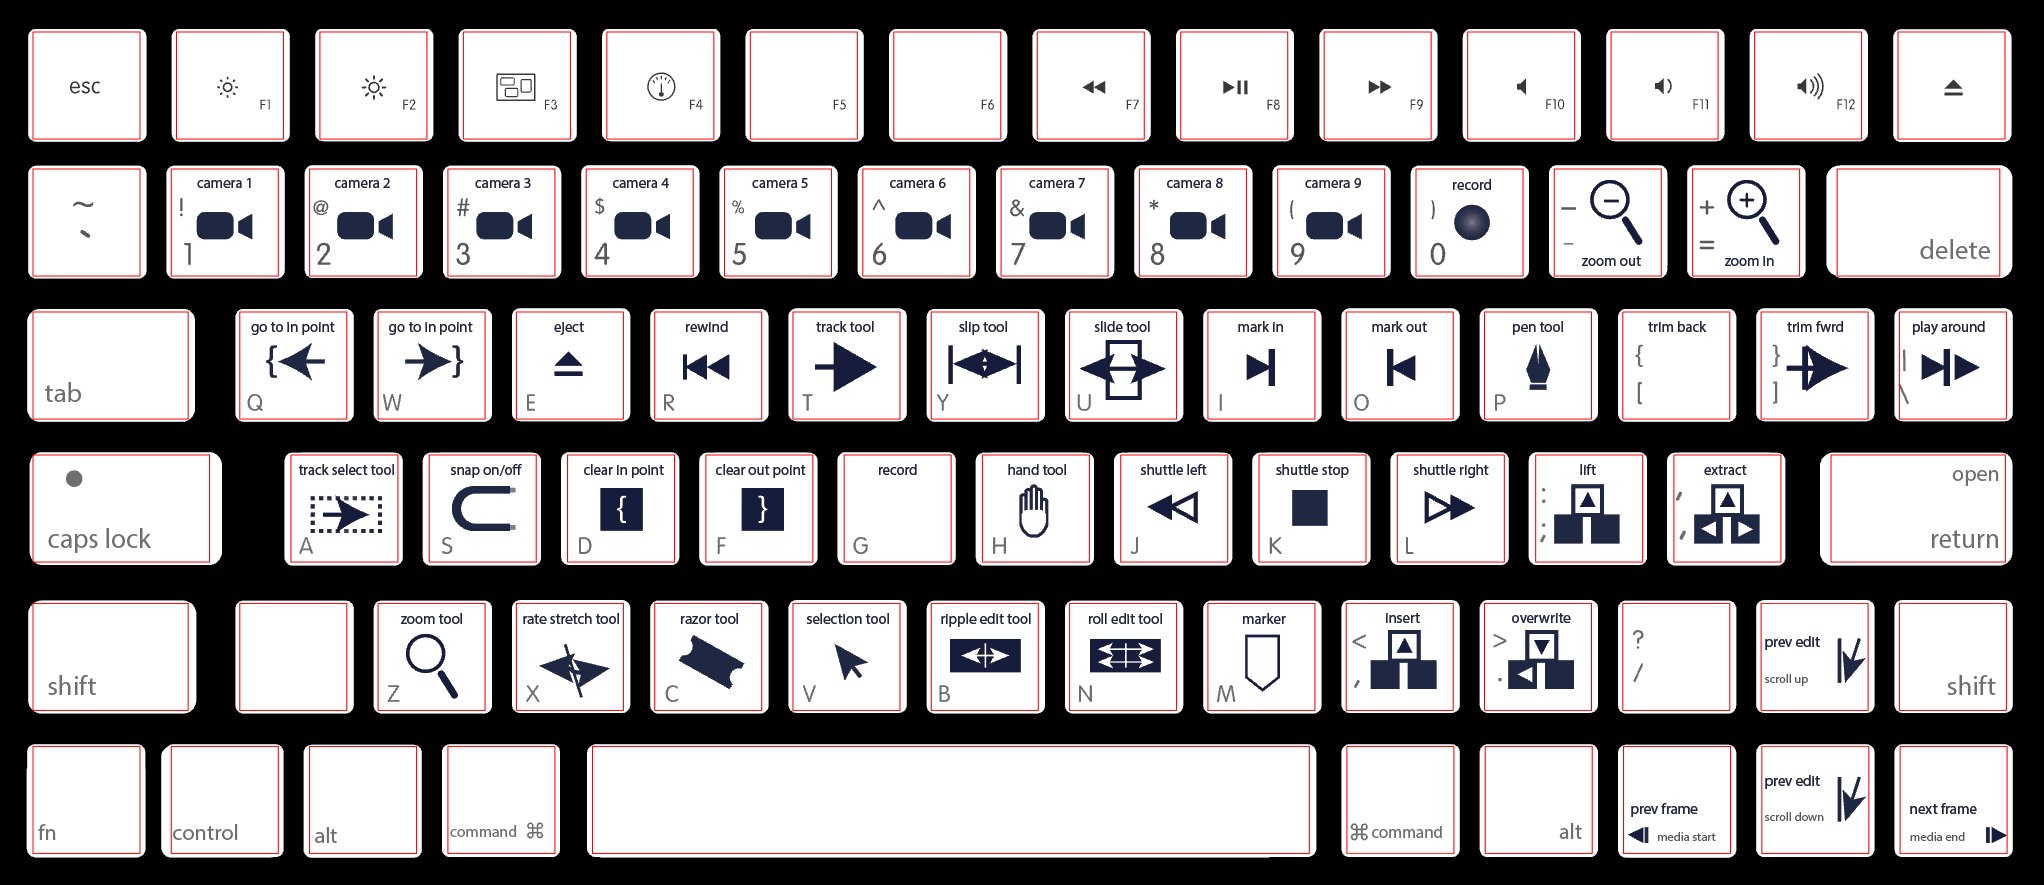 esc
F1
F2
F3
F4
F5
F6
F7
F8
F9
F10
F11
F12
~
`
camera 1
!
1
camera 2
@
2
camera 3
#
3
camera 4
$
4
camera 5
%
5
camera 6
^
6
camera 7
&
7
camera 8
*
8
camera 9
(
9
record
)
0
–
-
zoom out
+
=
zoom in
delete
tab
go to in point
{
Q
go to in point
}
W
eject
E
rewind
R
track tool
T
slip tool
Y
slide tool
U
mark in
I
mark out
O
pen tool
P
trim back
{
[
trim fwrd
}
]
play around
|
\
caps lock
track select tool
A
snap on/off
S
clear in point
{
D
clear out point
}
F
record
G
hand tool
H
shuttle left
J
shuttle stop
K
shuttle right
L
lift
:
;
extract
′
,
open
return
shift
zoom tool
Z
rate stretch tool
X
razor tool
C
selection tool
V
ripple edit tool
B
roll edit tool
N
marker
M
insert
<
,
overwrite
>
.
?
/
prev edit
scroll up
shift
fn
control
alt
command ⌘
⌘ command
alt
prev frame
media start
prev edit
scroll down
next frame
media end